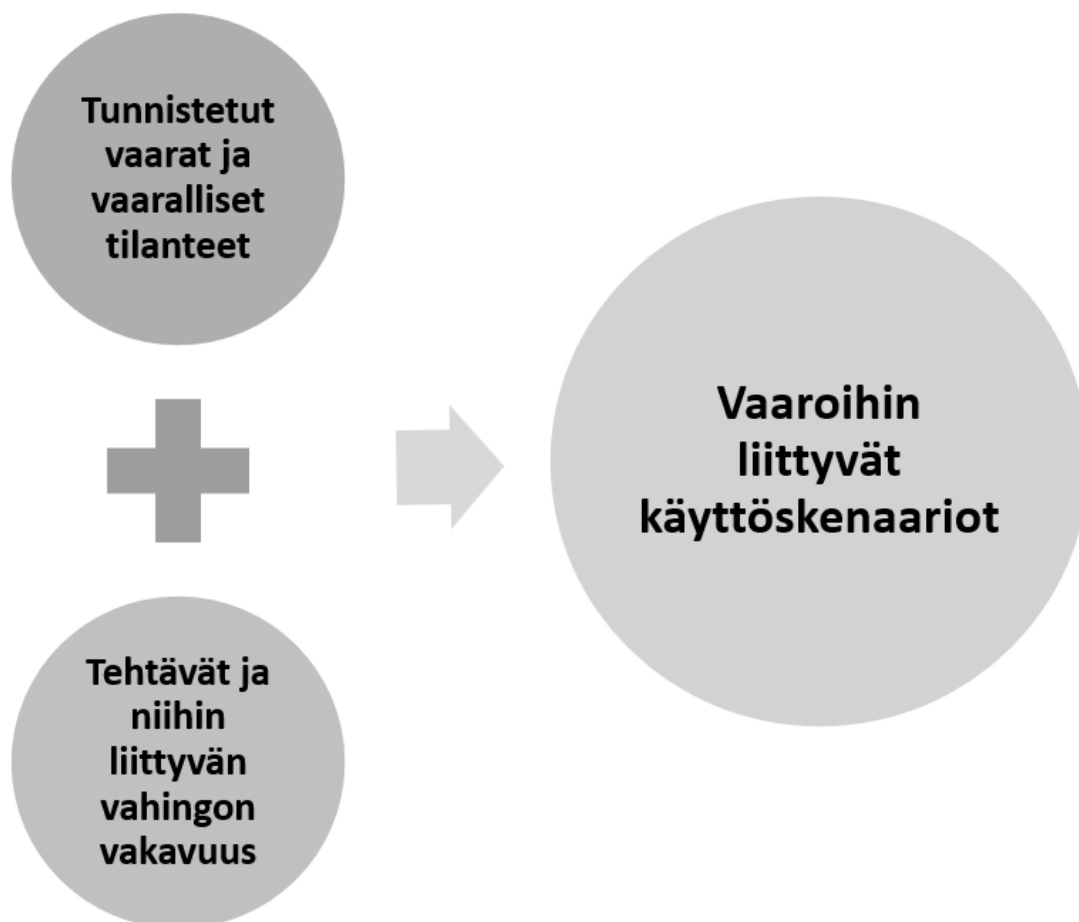 Tunnistetut
vaarat ja
vaaralliset
tilanteet
Tehtävät ja
niihin
liittyvän
vahingon
vakavuus
Vaaroihin
liittyvät
käyttöskenaariot